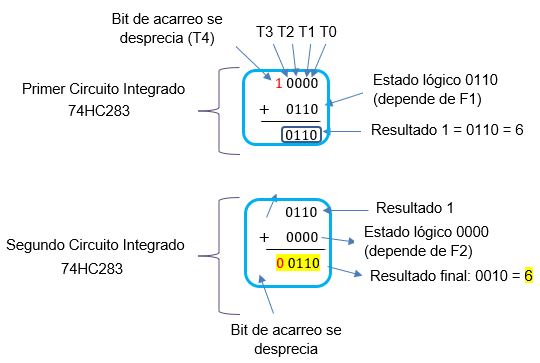 Bit de acarreo se
desprecia (T4)
T3 T2 T1 T0
Primer Circuito Integrado
74HC283
1 0000
+ 0110
0110
Estado lógico 0110
(depende de F1)
Resultado 1 = 0110 = 6
Segundo Circuito Integrado
74HC283
0110
+ 0000
0 0110
Resultado 1
Estado lógico 0000
(depende de F2)
Resultado final: 0010 = 6
Bit de acarreo se
desprecia